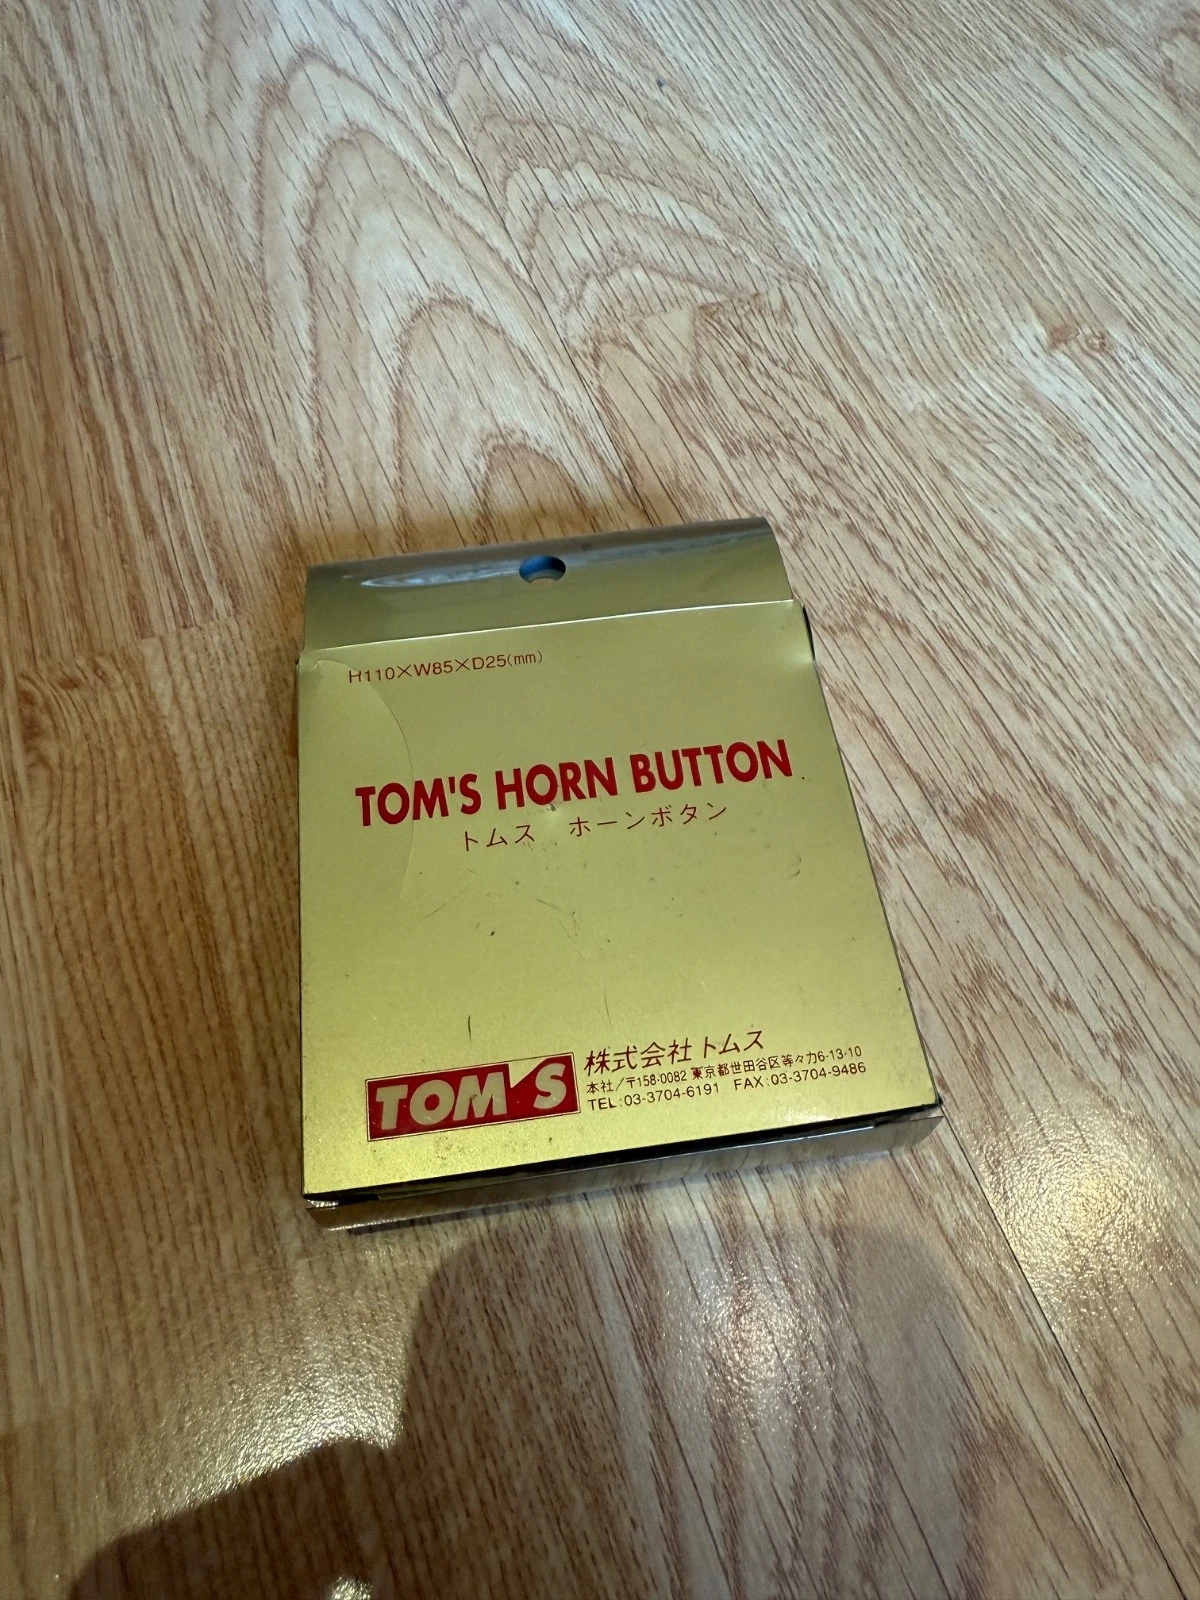 H110×W85×D25(mm)
TOM'S HORN BUTTON
トムス ホーンボタン
TOM'S
株式会社トムス
本社/〒158-0082 東京都世田谷区等々力6-13-10
TEL:03-3704-6191 FAX:03-3704-9486